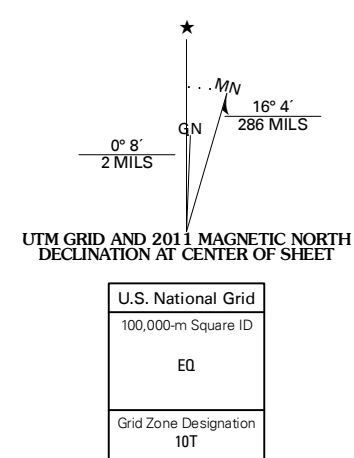 ★
MN
GN
16° 4´
286 MILS
0° 8´
2 MILS
UTM GRID AND 2011 MAGNETIC NORTH
DECLINATION AT CENTER OF SHEET
U.S. National Grid
100,000-m Square ID
EQ
Grid Zone Designation
10T